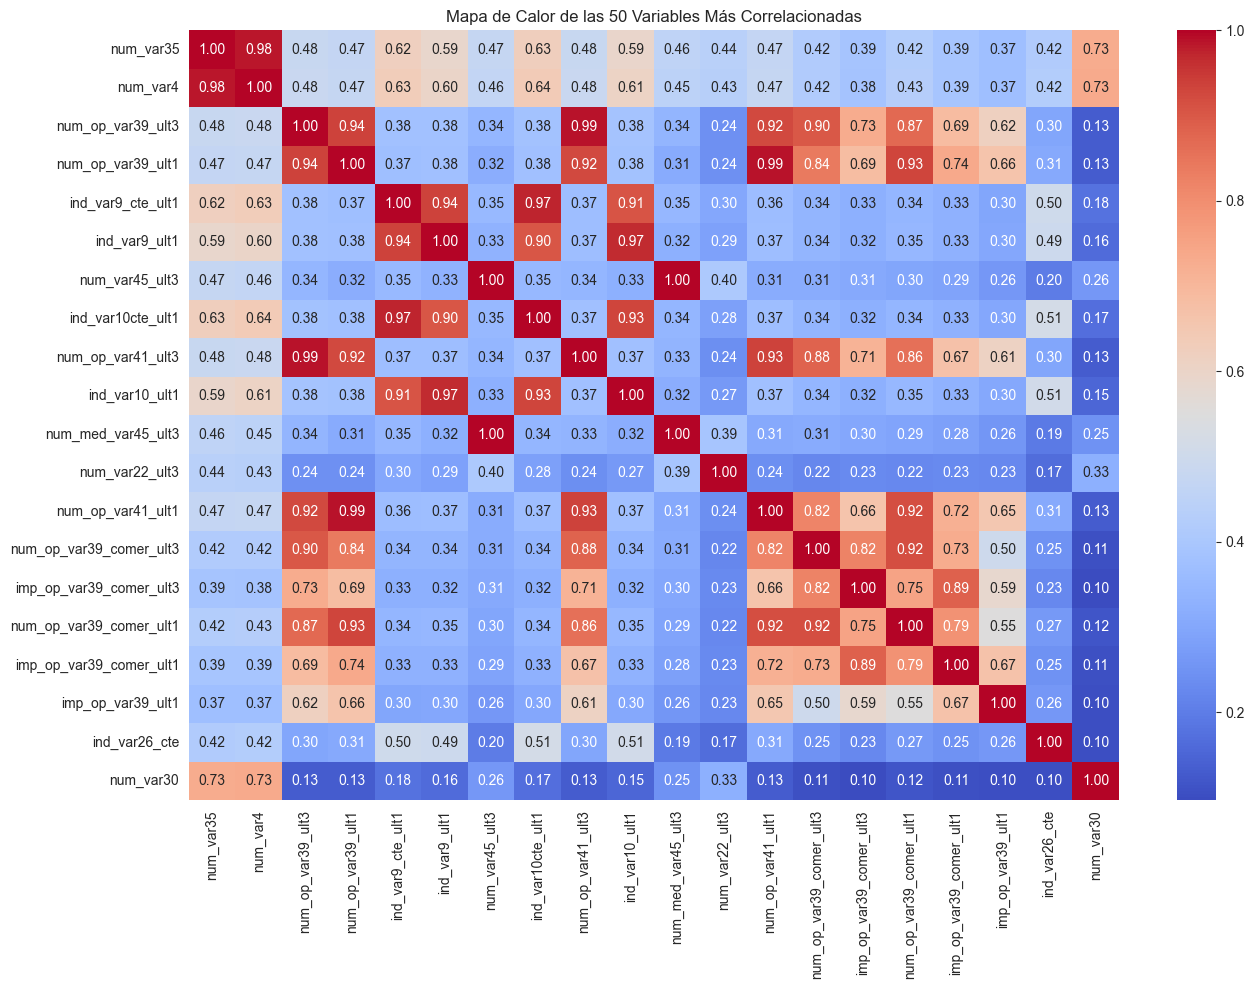 Mapa de Calor de las 50 Variables Más Correlacionadas
num_var35 1.00 0.98 0.48 0.47 0.62 0.59 0.47 0.63 0.48 0.59 0.46 0.44 0.47 0.42 0.39 0.42 0.39 0.37 0.42 0.73
num_var4 0.98 1.00 0.48 0.47 0.63 0.60 0.46 0.64 0.48 0.61 0.45 0.43 0.47 0.42 0.38 0.43 0.39 0.37 0.42 0.73
num_op_var39_ult3 0.48 0.48 1.00 0.94 0.38 0.38 0.34 0.38 0.99 0.38 0.34 0.24 0.92 0.90 0.73 0.87 0.69 0.62 0.30 0.13
num_op_var39_ult1 0.47 0.47 0.94 1.00 0.37 0.38 0.32 0.38 0.92 0.38 0.31 0.24 0.99 0.84 0.69 0.93 0.74 0.66 0.31 0.13
ind_var9_cte_ult1 0.62 0.63 0.38 0.37 1.00 0.94 0.35 0.97 0.37 0.91 0.35 0.30 0.36 0.34 0.33 0.34 0.33 0.30 0.50 0.18
ind_var9_ult1 0.59 0.60 0.38 0.38 0.94 1.00 0.33 0.90 0.37 0.97 0.32 0.29 0.37 0.34 0.32 0.35 0.33 0.30 0.49 0.16
num_var45_ult3 0.47 0.46 0.34 0.32 0.35 0.33 1.00 0.35 0.34 0.33 1.00 0.40 0.31 0.31 0.31 0.30 0.29 0.26 0.20 0.26
ind_var10cte_ult1 0.63 0.64 0.38 0.38 0.97 0.90 0.35 1.00 0.37 0.93 0.34 0.28 0.37 0.34 0.32 0.34 0.33 0.30 0.51 0.17
num_op_var41_ult3 0.48 0.48 0.99 0.92 0.37 0.37 0.34 0.37 1.00 0.37 0.33 0.24 0.93 0.88 0.71 0.86 0.67 0.61 0.30 0.13
ind_var10_ult1 0.59 0.61 0.38 0.38 0.91 0.97 0.33 0.93 0.37 1.00 0.32 0.27 0.37 0.34 0.32 0.35 0.33 0.30 0.51 0.15
num_med_var45_ult3 0.46 0.45 0.34 0.31 0.35 0.32 1.00 0.34 0.33 0.32 1.00 0.39 0.31 0.31 0.30 0.29 0.28 0.26 0.19 0.25
num_var22_ult3 0.44 0.43 0.24 0.24 0.30 0.29 0.40 0.28 0.24 0.27 0.39 1.00 0.24 0.22 0.23 0.22 0.23 0.23 0.17 0.33
num_op_var41_ult1 0.47 0.47 0.92 0.99 0.36 0.37 0.31 0.37 0.93 0.37 0.31 0.24 1.00 0.82 0.66 0.92 0.72 0.65 0.31 0.13
num_op_var39_comer_ult3 0.42 0.42 0.90 0.84 0.34 0.34 0.31 0.34 0.88 0.34 0.31 0.22 0.82 1.00 0.82 0.92 0.73 0.50 0.25 0.11
imp_op_var39_comer_ult3 0.39 0.38 0.73 0.69 0.33 0.32 0.31 0.32 0.71 0.32 0.30 0.23 0.66 0.82 1.00 0.75 0.89 0.59 0.23 0.10
num_op_var39_comer_ult1 0.42 0.43 0.87 0.93 0.34 0.35 0.30 0.34 0.86 0.35 0.29 0.22 0.92 0.92 0.75 1.00 0.79 0.55 0.27 0.12
imp_op_var39_comer_ult1 0.39 0.39 0.69 0.74 0.33 0.33 0.29 0.33 0.67 0.33 0.28 0.23 0.72 0.73 0.89 0.79 1.00 0.67 0.25 0.11
imp_op_var39_ult1 0.37 0.37 0.62 0.66 0.30 0.30 0.26 0.30 0.61 0.30 0.26 0.23 0.65 0.50 0.59 0.55 0.67 1.00 0.26 0.10
ind_var26_cte 0.42 0.42 0.30 0.31 0.50 0.49 0.20 0.51 0.30 0.51 0.19 0.17 0.31 0.25 0.23 0.27 0.25 0.26 1.00 0.10
num_var30 0.73 0.73 0.13 0.13 0.18 0.16 0.26 0.17 0.13 0.15 0.25 0.33 0.13 0.11 0.10 0.12 0.11 0.10 0.10 1.00
num_var35
num_var4
num_op_var39_ult3
num_op_var39_ult1
ind_var9_cte_ult1
ind_var9_ult1
num_var45_ult3
ind_var10cte_ult1
num_op_var41_ult3
ind_var10_ult1
num_med_var45_ult3
num_var22_ult3
num_op_var41_ult1
num_op_var39_comer_ult3
imp_op_var39_comer_ult3
num_op_var39_comer_ult1
imp_op_var39_comer_ult1
imp_op_var39_ult1
ind_var26_cte
num_var30
1.0
0.8
0.6
0.4
0.2